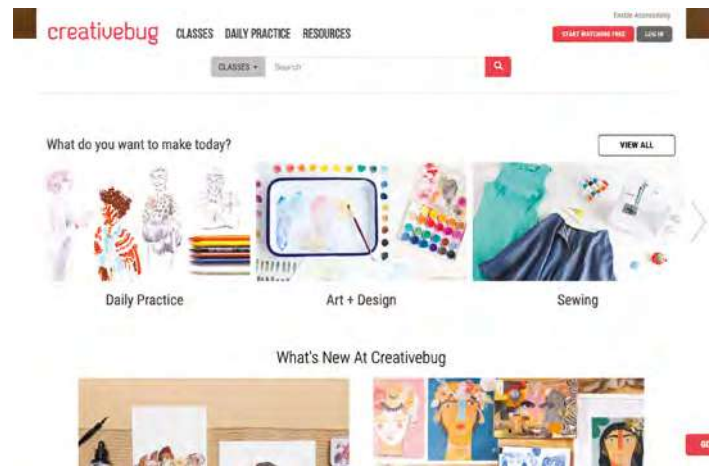 Enable Accessibility
creativebug CLASSES DAILY PRACTICE RESOURCES START WATCHING FREE LOG IN
CLASSES Search
What do you want to make today? VIEW ALL
Daily Practice Art + Design Sewing
What's New At Creativebug